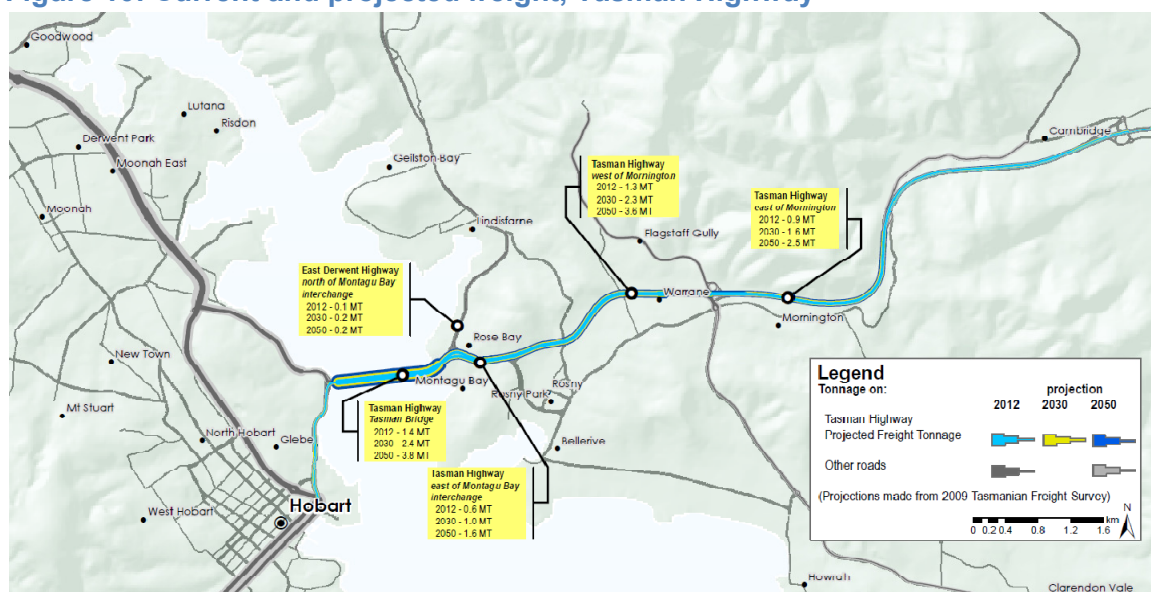 Figure 10: Current and projected freight, Tasman Highway
Goodwood
Lutana
Risdon
Derwent Park
Moonah East
Moonah
Geilston Bay
Lindisfarne
Cambridge
Tasman Highway
west of Mornington
2012 - 1.3 MT
2030 - 2.3 MT
2050 - 3.6 MT
Tasman Highway
east of Mornington
2012 - 0.9 MT
2030 - 1.6 MT
2050 - 2.5 MT
Flagstaff Gully
East Derwent Highway
north of Montagu Bay
interchange
2012 - 0.1 MT
2030 - 0.2 MT
2050 - 0.2 MT
Warrane
Mornington
Rose Bay
New Town
Montagu Bay
Rosny Park
Rosny
Mt Stuart
North Hobart
Glebe
Tasman Highway
Tasman Bridge
2012 - 1.4 MT
2030 - 2.4 MT
2050 - 3.8 MT
Bellerive
Tasman Highway
east of Montagu Bay
interchange
2012 - 0.6 MT
2030 - 1.0 MT
2050 - 1.6 MT
Hobart
West Hobart
Legend
Tonnage on:
projection
2012 2030 2050
Tasman Highway
Projected Freight Tonnage
Other roads
(Projections made from 2009 Tasmanian Freight Survey)
N
km
0 0.2 0.4 0.8 1.2 1.6
Howrah
Clarendon Vale